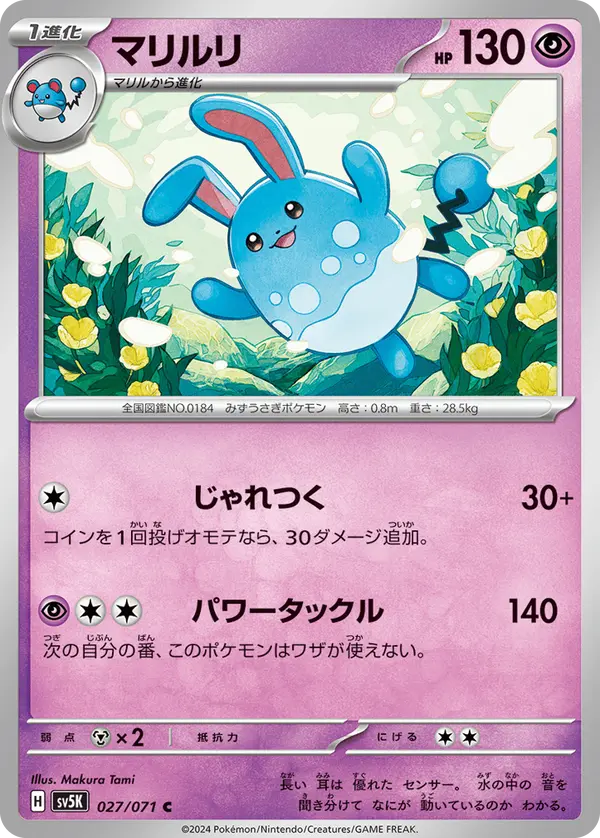 1進化
マリルリ
HP 130
マリルから進化
全国図鑑NO.0184 みずうさぎポケモン 高さ:0.8m 重さ:28.5kg
じゃれつく 30+
コインを1回投げオモテなら、30ダメージ追加。
パワータックル 140
次の自分の番、このポケモンはワザが使えない。
弱点 ×2 抵抗力 にげる
Illus. Makura Tami
H SV5K 027/071 C
長い 耳は 優れた センサー。 水の中の 音を
聞き分けて なにが 動いているのか わかる。
©2024 Pokémon/Nintendo/Creatures/GAME FREAK.